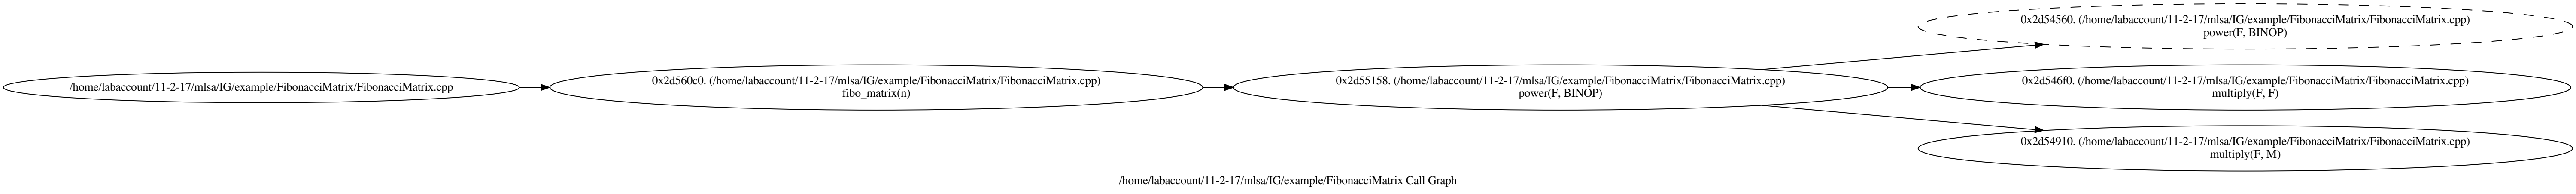 /home/labaccount/11-2-17/mlsa/IG/example/FibonacciMatrix/FibonacciMatrix.cpp
0x2d560c0. (/home/labaccount/11-2-17/mlsa/IG/example/FibonacciMatrix/FibonacciMatrix.cpp)
fibo_matrix(n)
0x2d55158. (/home/labaccount/11-2-17/mlsa/IG/example/FibonacciMatrix/FibonacciMatrix.cpp)
power(F, BINOP)
0x2d54560. (/home/labaccount/11-2-17/mlsa/IG/example/FibonacciMatrix/FibonacciMatrix.cpp)
power(F, BINOP)
0x2d546f0. (/home/labaccount/11-2-17/mlsa/IG/example/FibonacciMatrix/FibonacciMatrix.cpp)
multiply(F, F)
0x2d54910. (/home/labaccount/11-2-17/mlsa/IG/example/FibonacciMatrix/FibonacciMatrix.cpp)
multiply(F, M)
/home/labaccount/11-2-17/mlsa/IG/example/FibonacciMatrix Call Graph